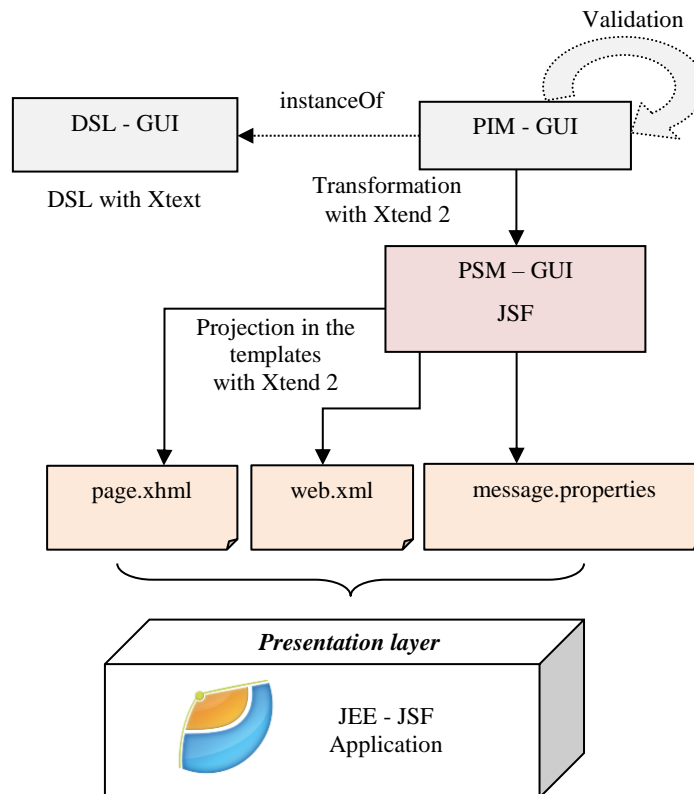 Validation
instanceOf
DSL - GUI
PIM - GUI
DSL with Xtext
Transformation
with Xtend 2
PSM – GUI
JSF
Projection in the
templates
with Xtend 2
page.xhml
web.xml
message.properties
Presentation layer
JEE - JSF
Application